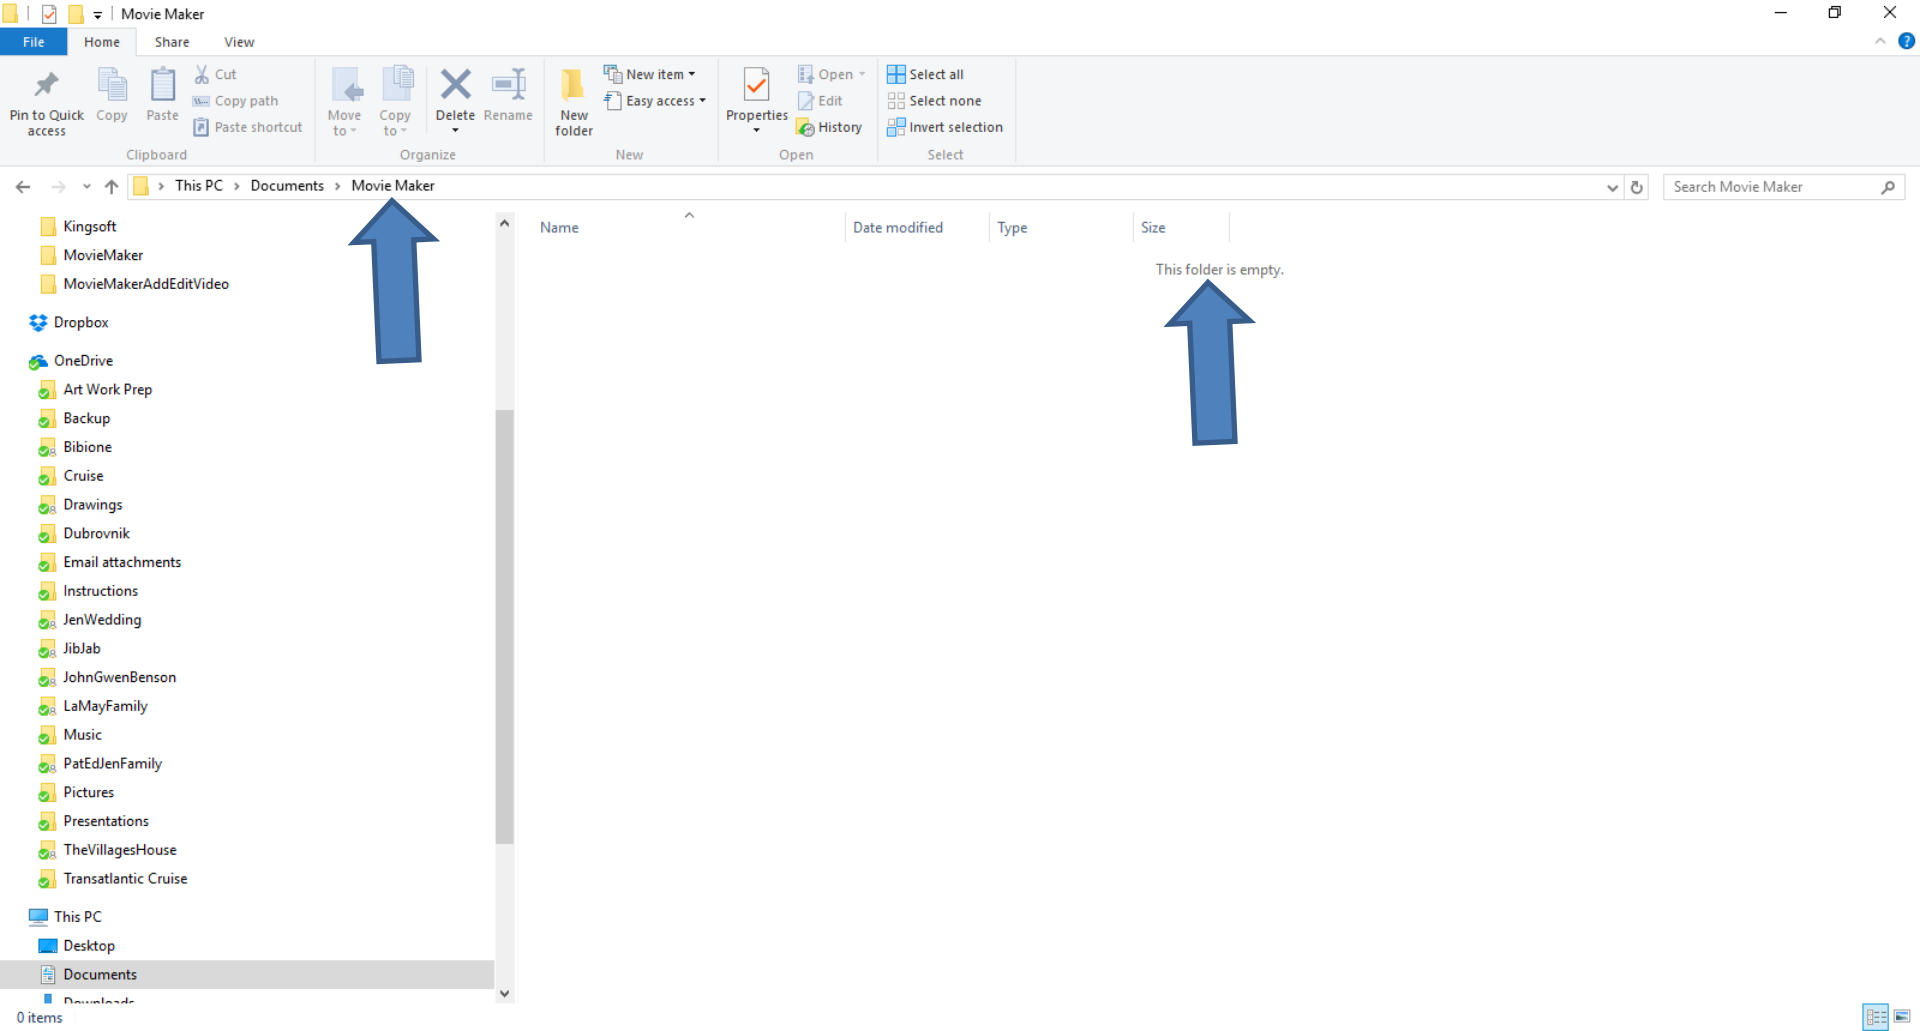 Movie Maker
File Home Share View
Pin to Quick access
Copy
Paste
Cut
Copy path
Paste shortcut
Clipboard
Move to
Copy to
Delete
Rename
Organize
New folder
New item
Easy access
New
Properties
Open
Edit
History
Open
Select all
Select none
Invert selection
Select
This PC > Documents > Movie Maker
Search Movie Maker
Kingsoft
MovieMaker
MovieMakerAddEditVideo
Dropbox
OneDrive
Art Work Prep
Backup
Bibione
Cruise
Drawings
Dubrovnik
Email attachments
Instructions
JenWedding
JibJab
JohnGwenBenson
LaMayFamily
Music
PatEdJenFamily
Pictures
Presentations
TheVillagesHouse
Transatlantic Cruise
This PC
Desktop
Documents
Downloads
Name Date modified Type Size
This folder is empty.
0 items